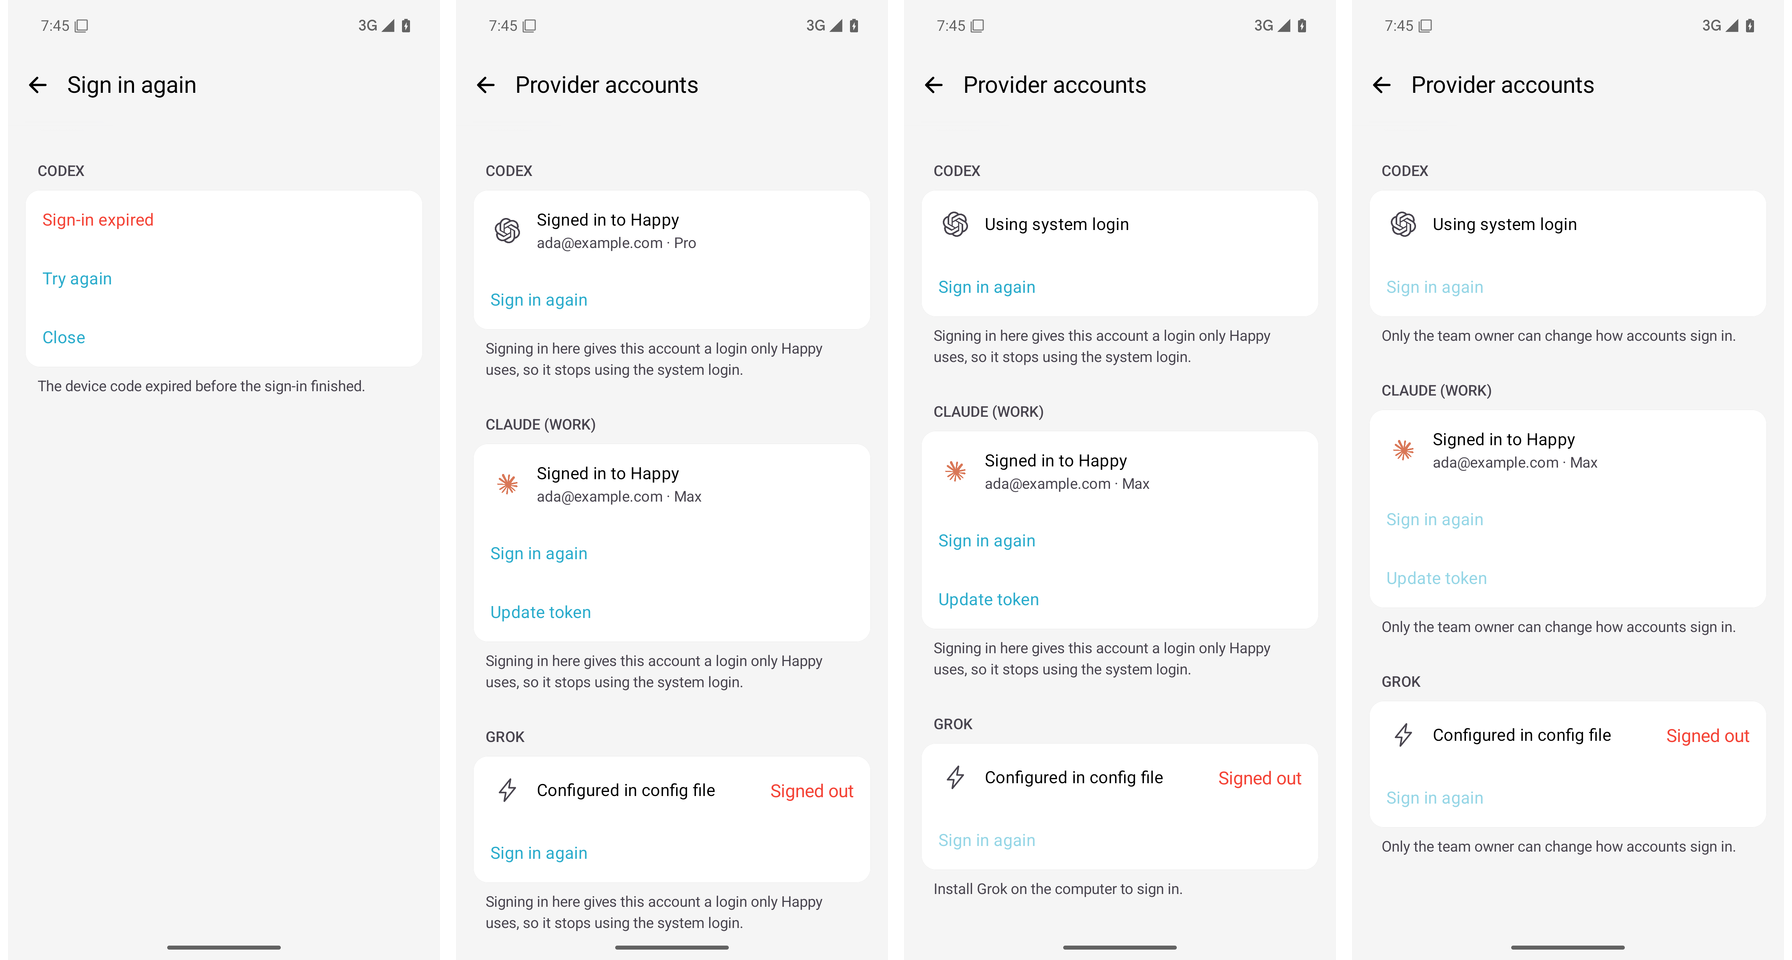 7:45
3G
Sign in again
CODEX
Sign-in expired
Try again
Close
The device code expired before the sign-in finished.
7:45
3G
Provider accounts
CODEX
Signed in to Happy
ada@example.com · Pro
Sign in again
Signing in here gives this account a login only Happy
uses, so it stops using the system login.
CLAUDE (WORK)
Signed in to Happy
ada@example.com · Max
Sign in again
Update token
Signing in here gives this account a login only Happy
uses, so it stops using the system login.
GROK
Configured in config file
Signed out
Sign in again
Signing in here gives this account a login only Happy
uses, so it stops using the system login.
7:45
3G
Provider accounts
CODEX
Using system login
Sign in again
Signing in here gives this account a login only Happy
uses, so it stops using the system login.
CLAUDE (WORK)
Signed in to Happy
ada@example.com · Max
Sign in again
Update token
Signing in here gives this account a login only Happy
uses, so it stops using the system login.
GROK
Configured in config file
Signed out
Sign in again
Install Grok on the computer to sign in.
7:45
3G
Provider accounts
CODEX
Using system login
Sign in again
Only the team owner can change how accounts sign in.
CLAUDE (WORK)
Signed in to Happy
ada@example.com · Max
Sign in again
Update token
Only the team owner can change how accounts sign in.
GROK
Configured in config file
Signed out
Sign in again
Only the team owner can change how accounts sign in.